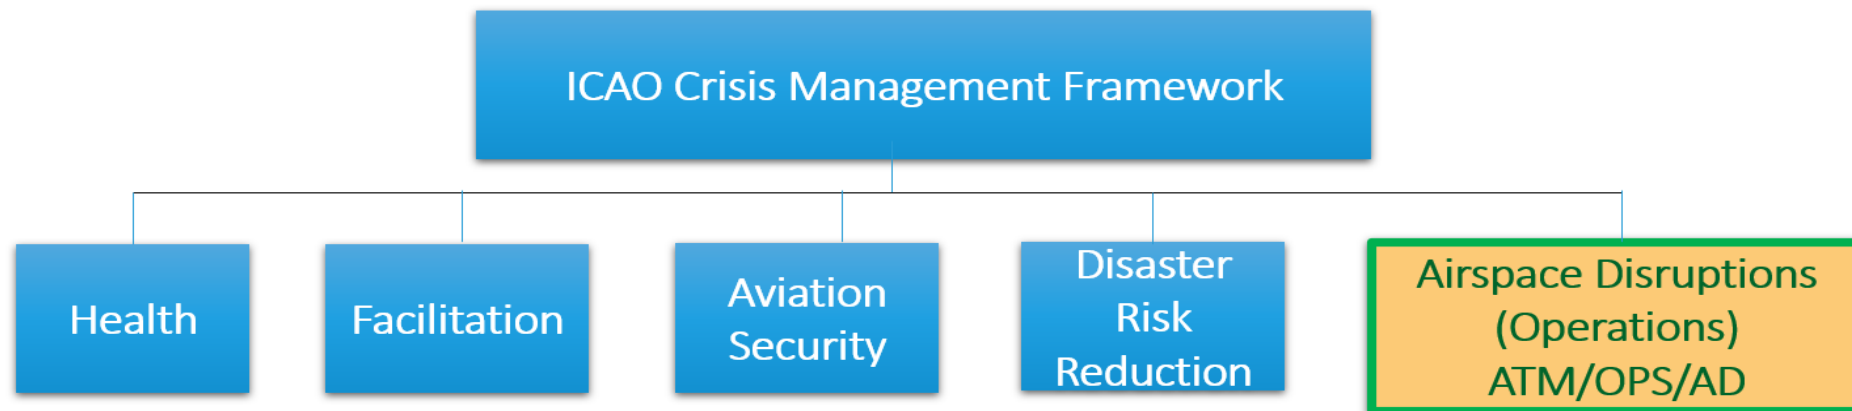 ICAO Crisis Management Framework
Health
Facilitation
Aviation
Security
Disaster
Risk
Reduction
Airspace Disruptions
(Operations)
ATM/OPS/AD